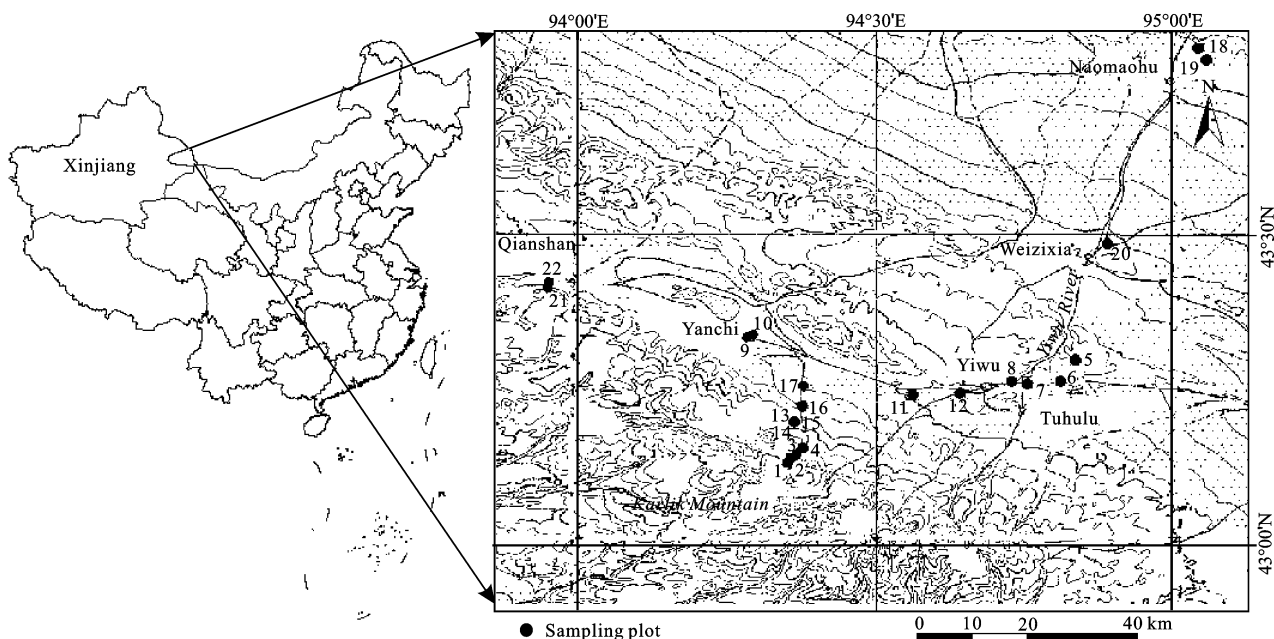 94°00'E 94°30'E 95°00'E
18
Naomaohu 19
N
Xinjiang
43°30'N
Qianshan
Weizixia
20
22
21
River
Yanchi 10
9
5
Yiwu 8
6
7
17
11 12
16
13 15
14
Tuhulu
3 4
1 2
Karlik Mountain
43°00'N
Sampling plot
0 10 20 40 km